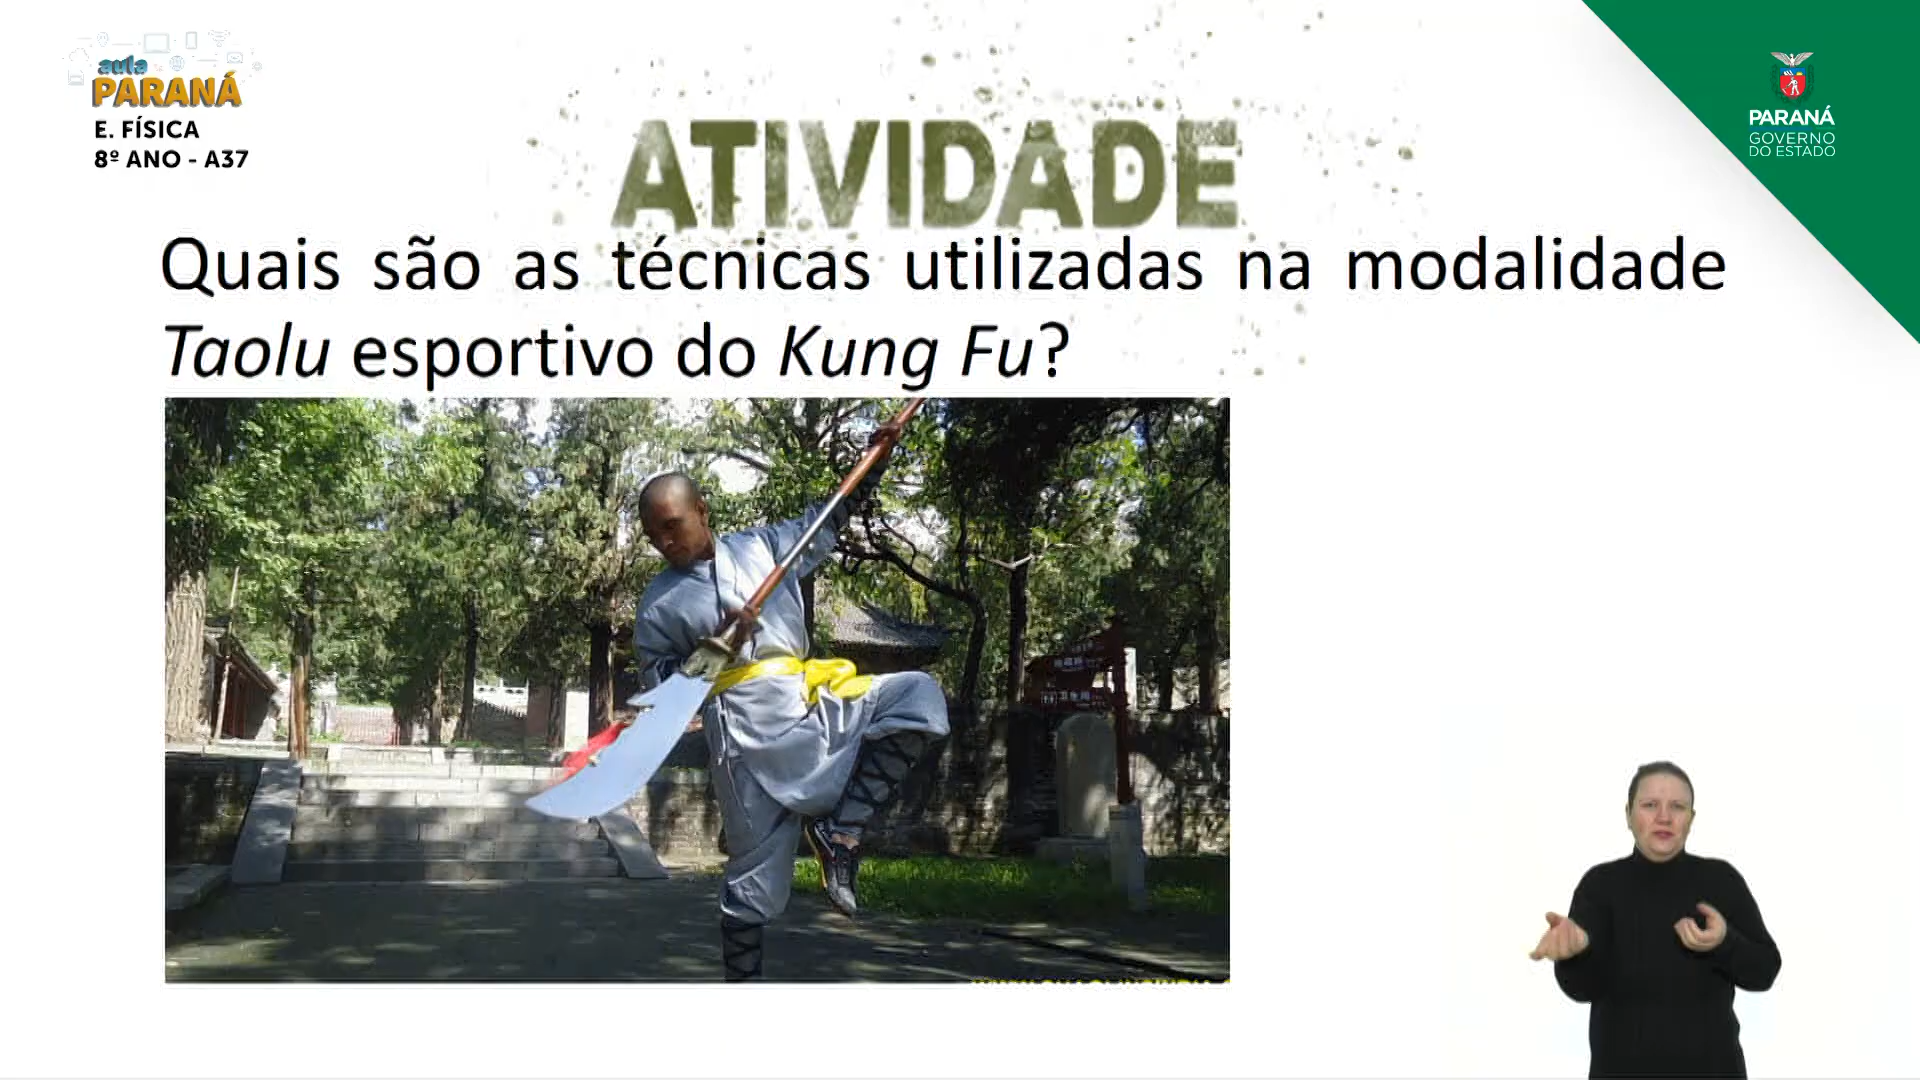 aula
PARANÁ
E. FÍSICA
8º ANO - A37
PARANÁ
GOVERNO
DO ESTADO
ATIVIDADE
Quais são as técnicas utilizadas na modalidade
Taolu esportivo do Kung Fu?